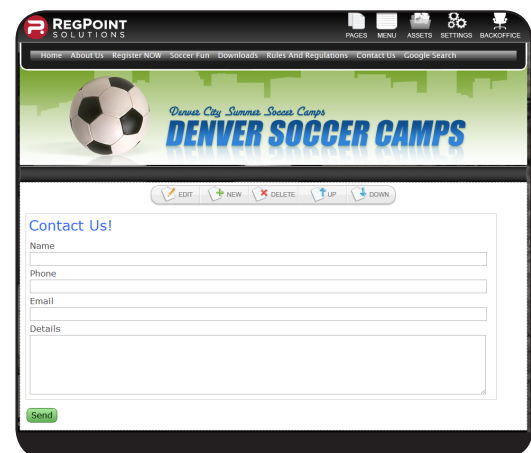 REGPOINT
SOLUTIONS
PAGES MENU ASSETS SETTINGS BACKOFFICE
Home About Us Register NOW Soccer Fun Downloads Rules And Regulations Contact Us Google Search
Denver City Summer Soccer Camps
DENVER SOCCER CAMPS
EDIT NEW DELETE UP DOWN
Contact Us!
Name
Phone
Email
Details
Send